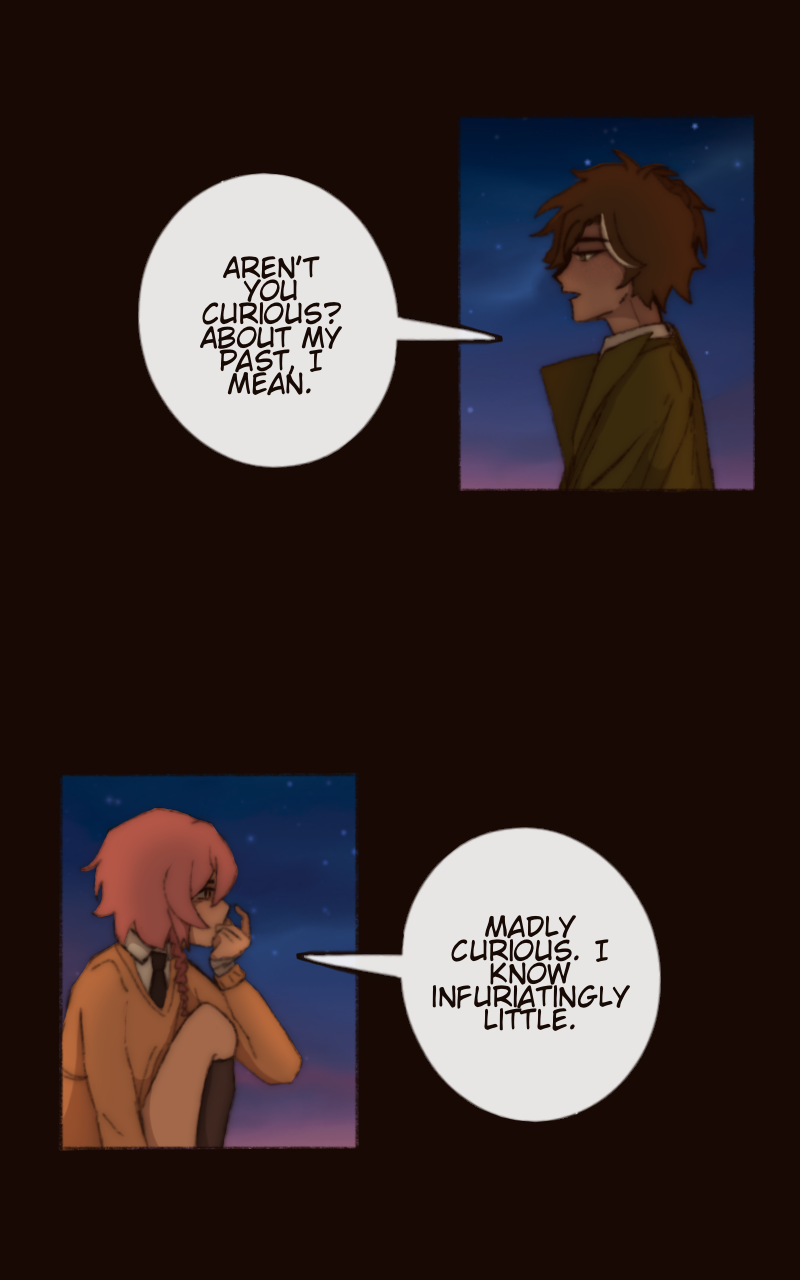 AREN'T
YOU
CURIOUS?
ABOUT MY
PAST, I
MEAN.
MADLY
CURIOUS. I
KNOW
INFURIATINGLY
LITTLE.